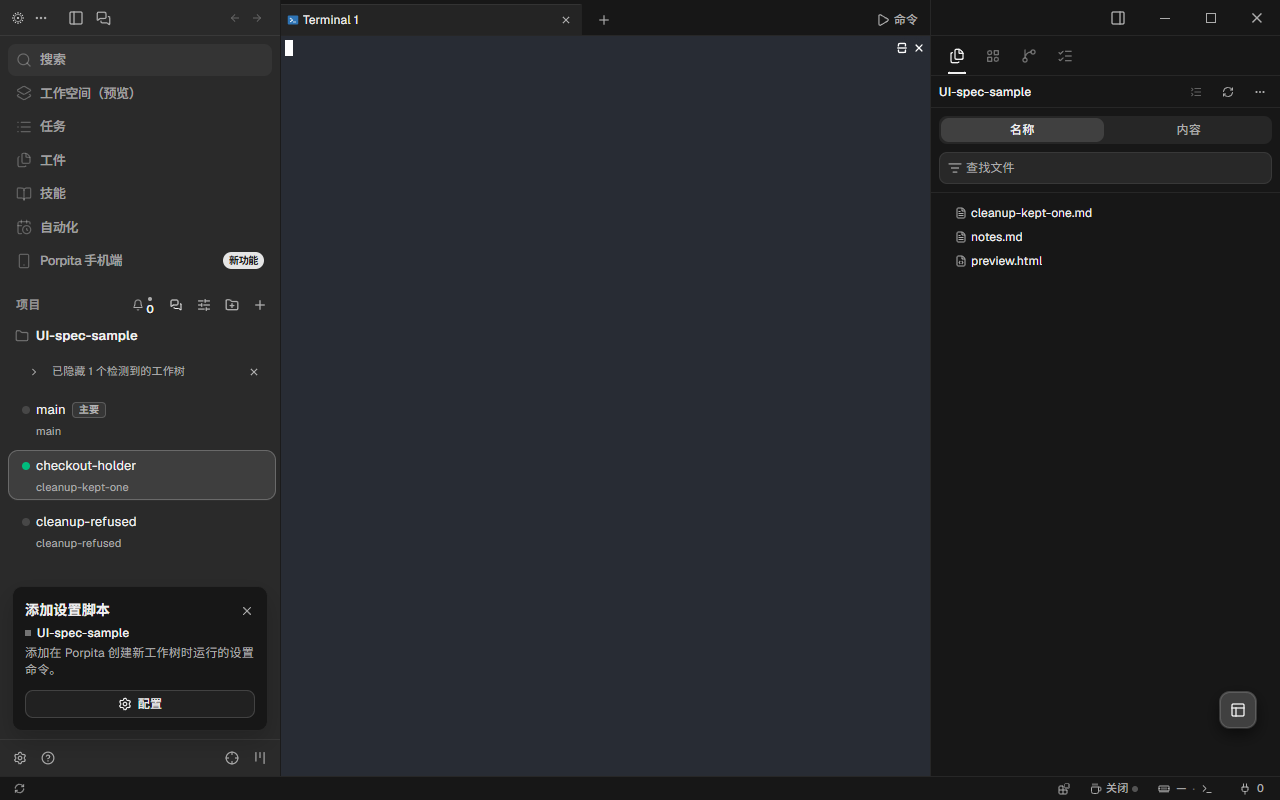 Terminal 1
命令
搜索
工作空间（预览）
任务
工件
技能
自动化
Porpita 手机端
新功能
项目
0
UI-spec-sample
已隐藏 1 个检测到的工作树
main
主要
main
checkout-holder
cleanup-kept-one
cleanup-refused
cleanup-refused
添加设置脚本
UI-spec-sample
添加在 Porpita 创建新工作树时运行的设置
命令。
配置
UI-spec-sample
名称
内容
查找文件
cleanup-kept-one.md
notes.md
preview.html
关闭
0